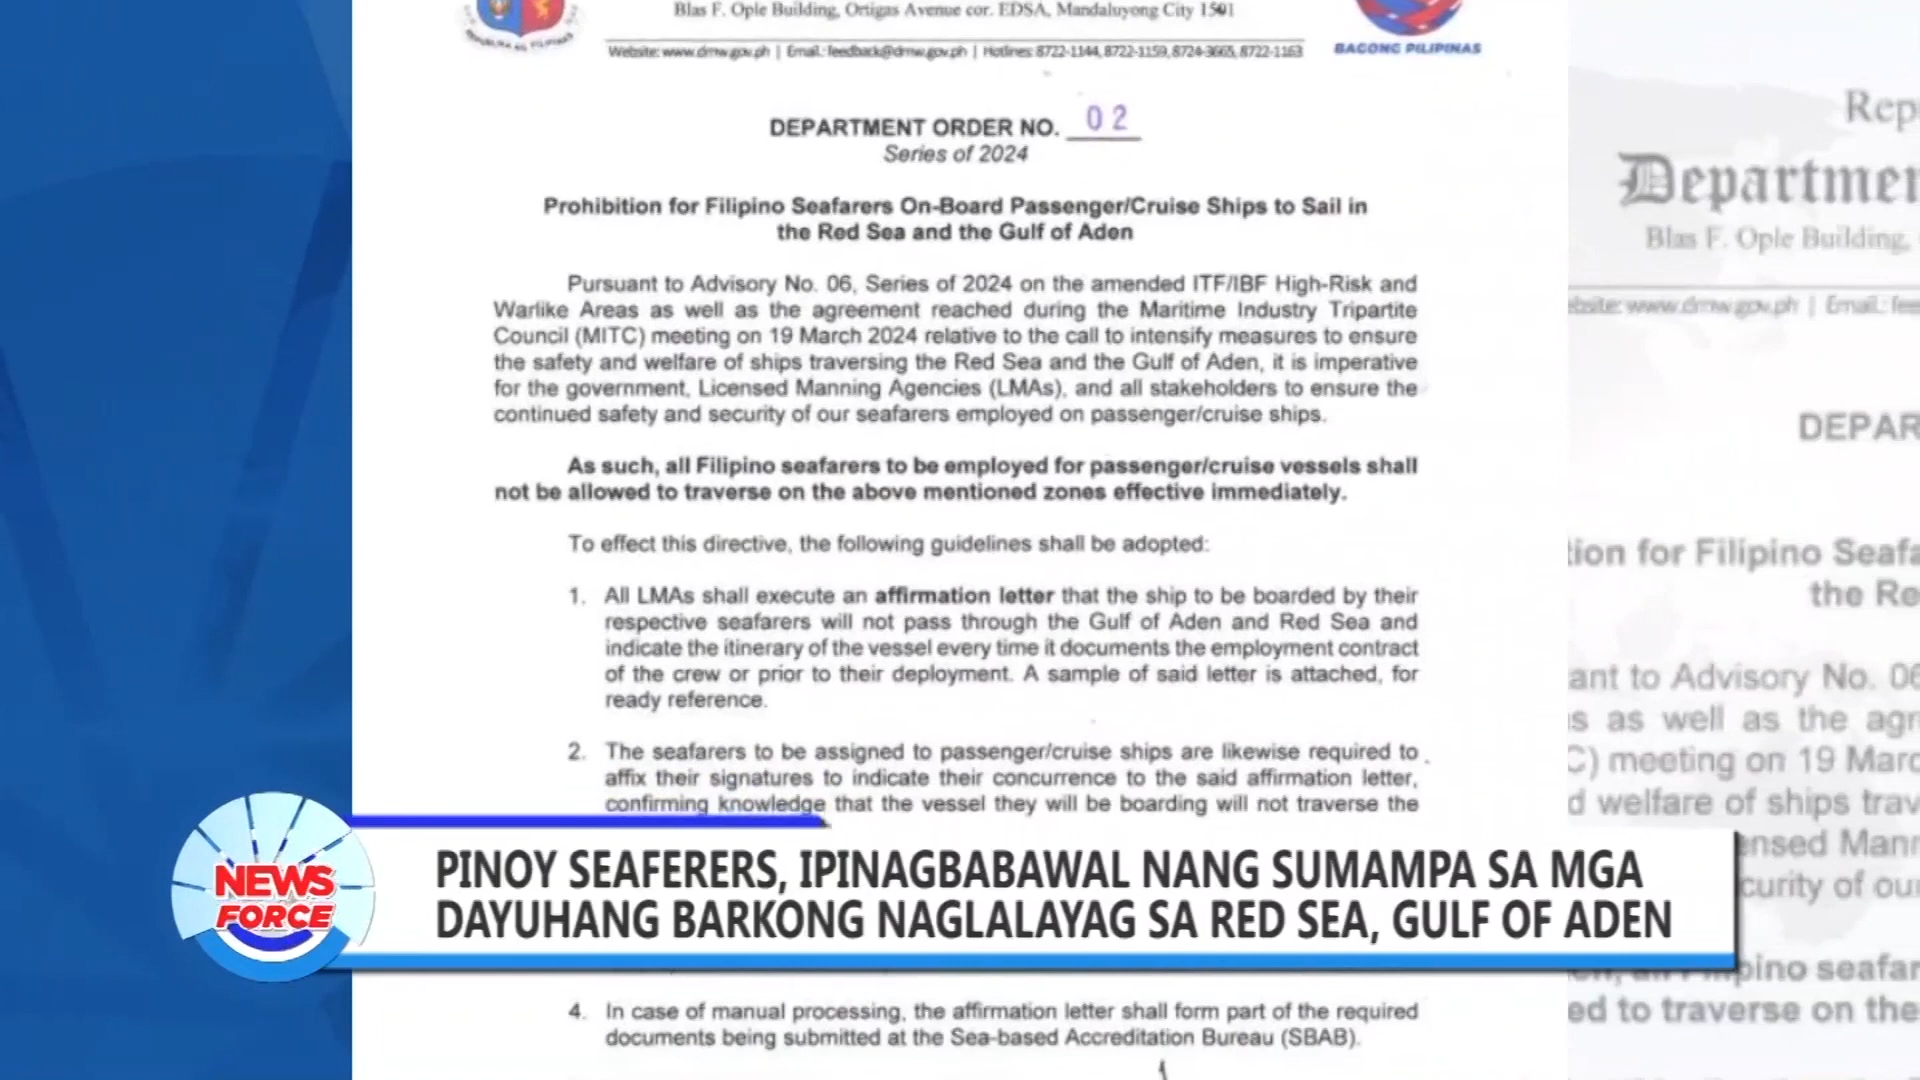 Blas F. Ople Building, Ortigas Avenue cor. EDSA, Mandaluyong City 1501
REPUBLIKA NG PILIPINAS
BAGONG PILIPINAS
Website: www.dmw.gov.ph | Email: feedback@dmw.gov.ph | Hotlines: 8722-1144, 8722-1159, 8724-3665, 8722-1163
DEPARTMENT ORDER NO. 02
Series of 2024
Prohibition for Filipino Seafarers On-Board Passenger/Cruise Ships to Sail in
the Red Sea and the Gulf of Aden
Pursuant to Advisory No. 06, Series of 2024 on the amended ITF/IBF High-Risk and
Warlike Areas as well as the agreement reached during the Maritime Industry Tripartite
Council (MITC) meeting on 19 March 2024 relative to the call to intensify measures to ensure
the safety and welfare of ships traversing the Red Sea and the Gulf of Aden, it is imperative
for the government, Licensed Manning Agencies (LMAs), and all stakeholders to ensure the
continued safety and security of our seafarers employed on passenger/cruise ships.
As such, all Filipino seafarers to be employed for passenger/cruise vessels shall
not be allowed to traverse on the above mentioned zones effective immediately.
To effect this directive, the following guidelines shall be adopted:
1. All LMAs shall execute an affirmation letter that the ship to be boarded by their
respective seafarers will not pass through the Gulf of Aden and Red Sea and
indicate the itinerary of the vessel every time it documents the employment contract
of the crew or prior to their deployment. A sample of said letter is attached, for
ready reference.
2. The seafarers to be assigned to passenger/cruise ships are likewise required to
affix their signatures to indicate their concurrence to the said affirmation letter,
confirming knowledge that the vessel they will be boarding will not traverse the
4. In case of manual processing, the affirmation letter shall form part of the required
documents being submitted at the Sea-based Accreditation Bureau (SBAB).
Rep
Departmen
Blas F. Ople Building,
bsite: www.dmw.gov.ph | Email: fee
DEPAR
tion for Filipino Seafa
the Re
ant to Advisory No. 06
s as well as the agr
C) meeting on 19 Marc
d welfare of ships trav
ensed Mann
curity of ou
pino seafar
ed to traverse on the
NEWS
FORCE
PINOY SEAFERERS, IPINAGBABAWAL NANG SUMAMPA SA MGA
DAYUHANG BARKONG NAGLALAYAG SA RED SEA, GULF OF ADEN